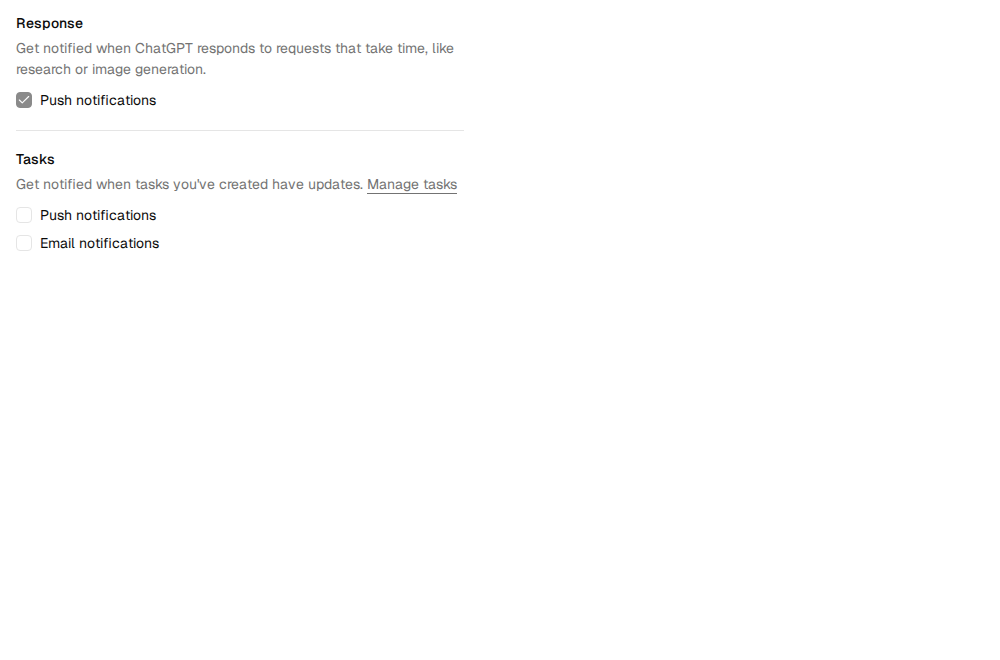 Response
Get notified when ChatGPT responds to requests that take time, like
research or image generation.
Push notifications
Tasks
Get notified when tasks you've created have updates. Manage tasks
Push notifications
Email notifications